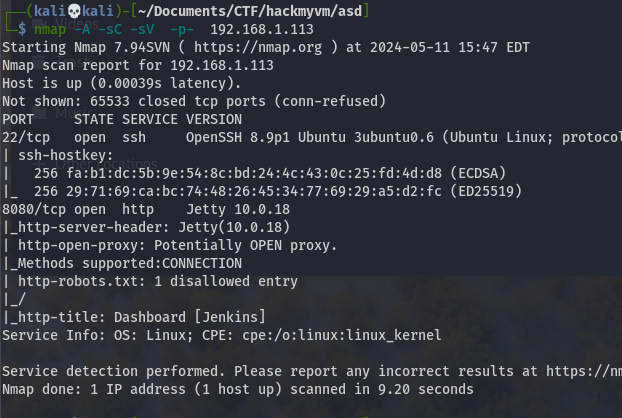 (kali💀kali)-[~/Documents/CTF/hackmyvm/asd]
$ nmap -A -sC -sV -p- 192.168.1.113
Starting Nmap 7.94SVN ( https://nmap.org ) at 2024-05-11 15:47 EDT
Nmap scan report for 192.168.1.113
Host is up (0.00039s latency).
Not shown: 65533 closed tcp ports (conn-refused)
PORT     STATE SERVICE VERSION
22/tcp   open  ssh     OpenSSH 8.9p1 Ubuntu 3ubuntu0.6 (Ubuntu Linux; protocol
| ssh-hostkey:
|   256 fa:b1:dc:5b:9e:54:8c:bd:24:4c:43:0c:25:fd:4d:d8 (ECDSA)
|_  256 29:71:69:ca:bc:74:48:26:45:34:77:69:29:a5:d2:fc (ED25519)
8080/tcp open  http    Jetty 10.0.18
|_http-server-header: Jetty(10.0.18)
| http-open-proxy: Potentially OPEN proxy.
|_Methods supported:CONNECTION
| http-robots.txt: 1 disallowed entry
|_/
|_http-title: Dashboard [Jenkins]
Service Info: OS: Linux; CPE: cpe:/o:linux:linux_kernel
Service detection performed. Please report any incorrect results at https://nm
Nmap done: 1 IP address (1 host up) scanned in 9.20 seconds